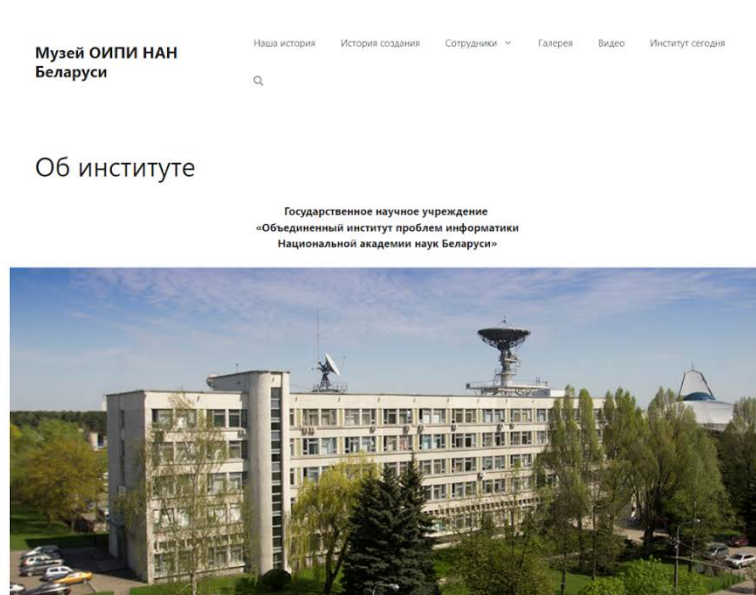 Музей ОИПИ НАН
Беларуси
Наша история История создания Сотрудники Галерея Видео Институт сегодня
Об институте
Государственное научное учреждение
«Объединенный институт проблем информатики
Национальной академии наук Беларуси»